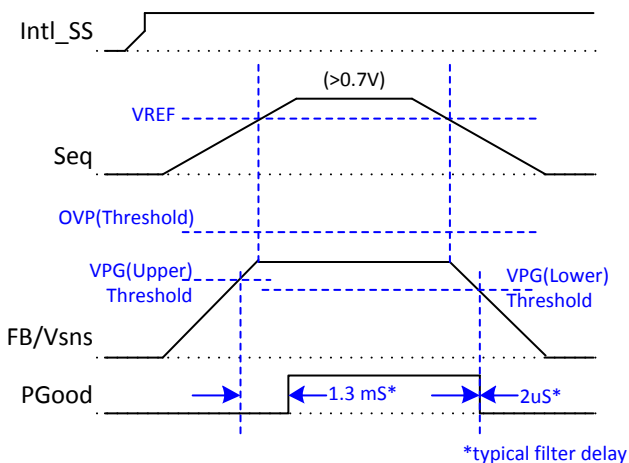 Intl_SS
(>0.7V)
VREF
Seq
OVP(Threshold)
VPG(Upper)
Threshold
VPG(Lower)
Threshold
FB/Vsns
PGood
1.3 mS*
2uS*
*typical filter delay